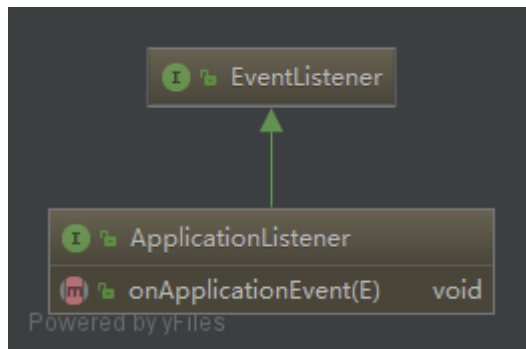 I EventListener
I ApplicationListener
m onApplicationEvent(E) void
Powered by yFiles